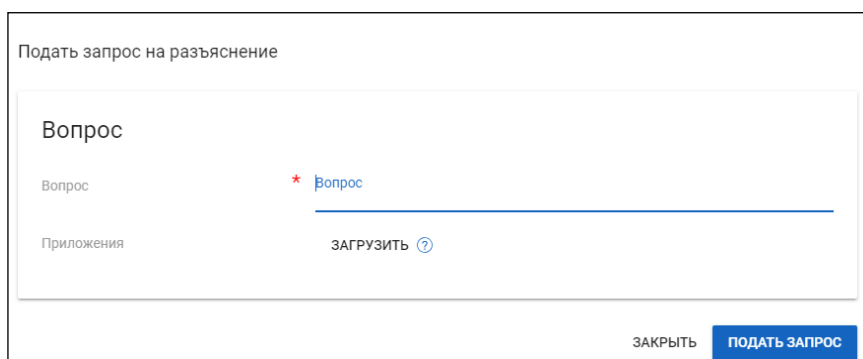 Подать запрос на разъяснение
Вопрос
Вопрос * Вопрос
Приложения ЗАГРУЗИТЬ ?
ЗАКРЫТЬ ПОДАТЬ ЗАПРОС